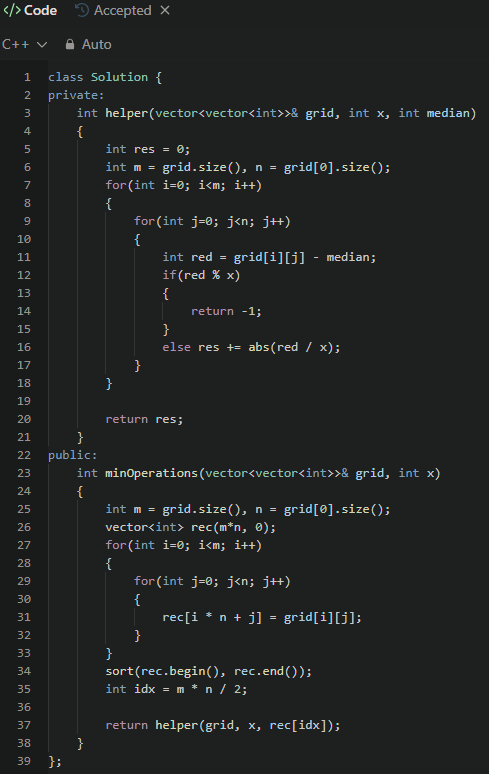 </> Code Accepted ×
C++ Auto
1 class Solution {
2 private:
3 int helper(vector<vector<int>>& grid, int x, int median)
4 {
5 int res = 0;
6 int m = grid.size(), n = grid[0].size();
7 for(int i=0; i<m; i++)
8 {
9 for(int j=0; j<n; j++)
10 {
11 int red = grid[i][j] - median;
12 if(red % x)
13 {
14 return -1;
15 }
16 else res += abs(red / x);
17 }
18 }
19
20 return res;
21 }
22 public:
23 int minOperations(vector<vector<int>>& grid, int x)
24 {
25 int m = grid.size(), n = grid[0].size();
26 vector<int> rec(m*n, 0);
27 for(int i=0; i<m; i++)
28 {
29 for(int j=0; j<n; j++)
30 {
31 rec[i * n + j] = grid[i][j];
32 }
33 }
34 sort(rec.begin(), rec.end());
35 int idx = m * n / 2;
36
37 return helper(grid, x, rec[idx]);
38 }
39 };